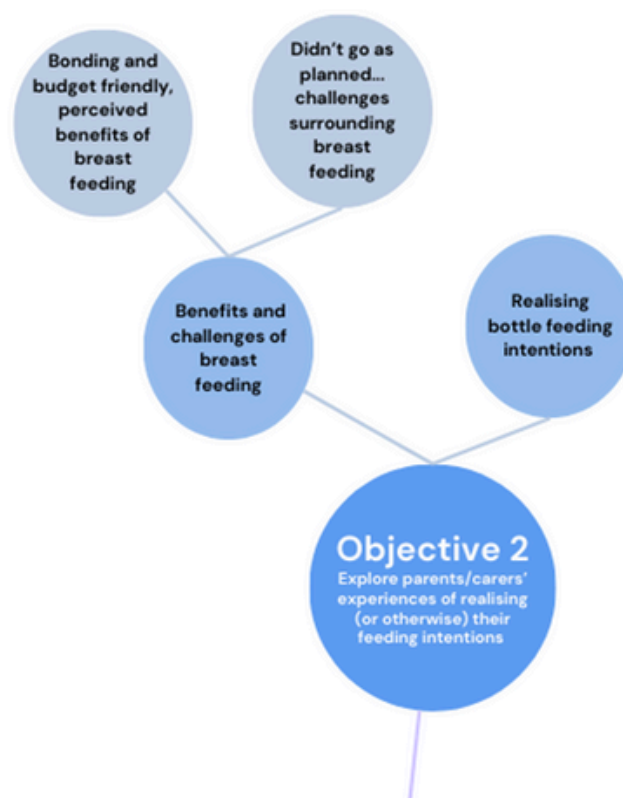 Bonding and
budget friendly,
perceived
benefits of
breast
feeding
Didn't go as
planned...
challenges
surrounding
breast
feeding
Benefits and
challenges of
breast
feeding
Realising
bottle feeding
intentions
Objective 2
Explore parents/carers'
experiences of realising
(or otherwise) their
feeding intentions